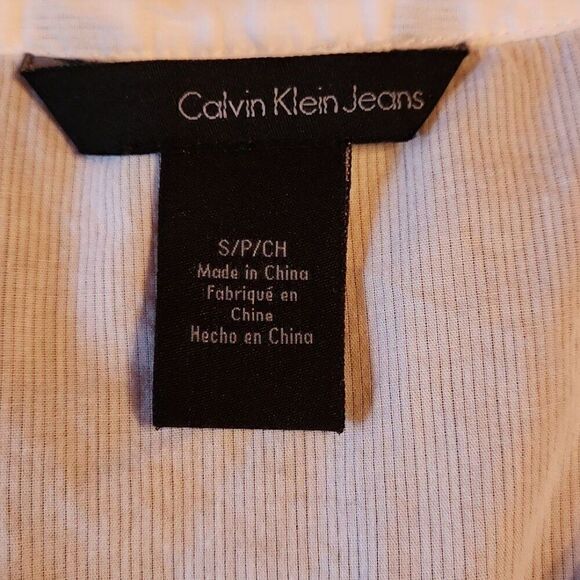 Calvin Klein Jeans
S/P/CH
Made in China
Fabriqué en
Chine
Hecho en China